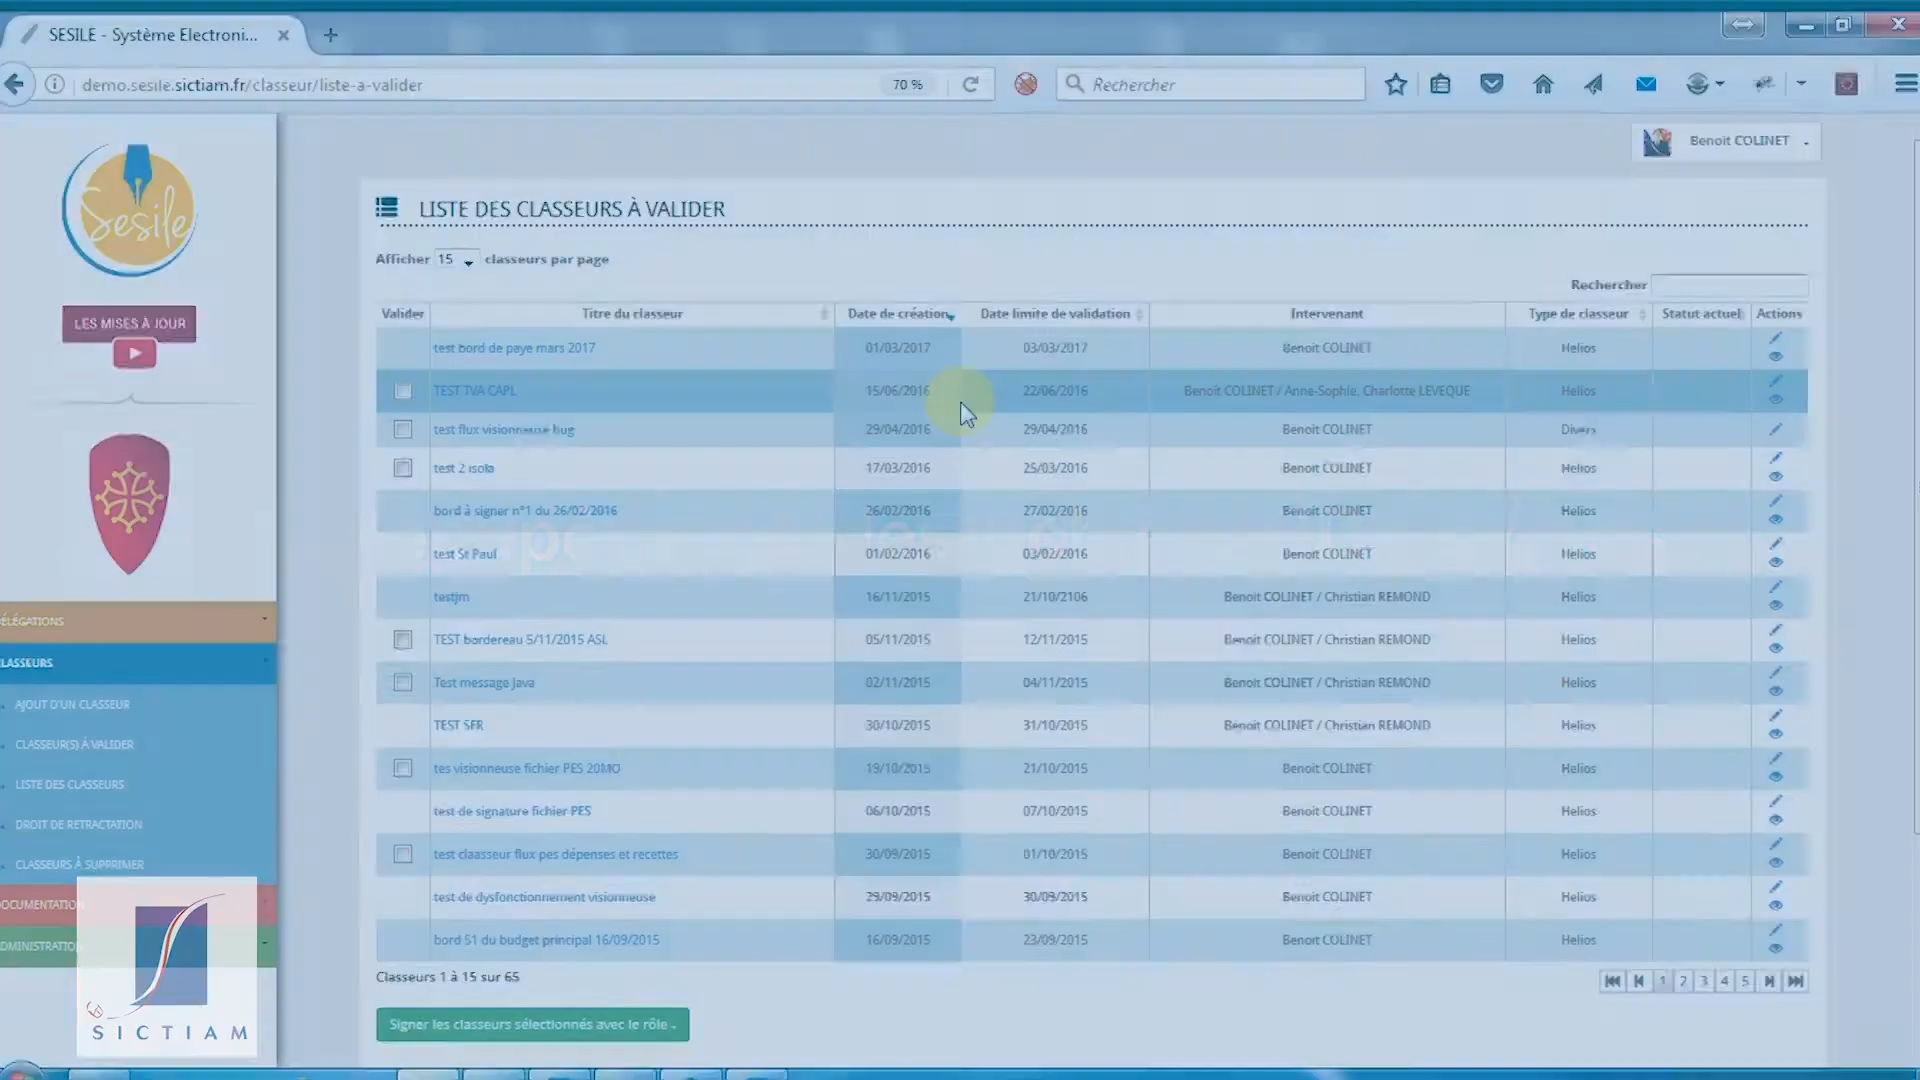 SESILE - Système Electroni...
demo.sesile.sictiam.fr/classeur/liste-a-valider
70 %
Rechercher
Benoit COLINET
Sesile
LES MISES À JOUR
LISTE DES CLASSEURS À VALIDER
Afficher 15 classeurs par page
Rechercher
Valider Titre du classeur Date de création Date limite de validation Intervenant Type de classeur Statut actuel Actions
test bord de paye mars 2017 01/03/2017 03/03/2017 Benoit COLINET Helios
TEST TVA CAPL 15/06/2016 22/06/2016 Benoit COLINET / Anne-Sophie, Charlotte LEVEQUE Helios
test flux visionneuse bug 29/04/2016 29/04/2016 Benoit COLINET Divers
test 2 isola 17/03/2016 25/03/2016 Benoit COLINET Helios
bord à signer n°1 du 26/02/2016 26/02/2016 27/02/2016 Benoit COLINET Helios
test St Paul 01/02/2016 03/02/2016 Benoit COLINET Helios
testjm 16/11/2015 21/10/2106 Benoit COLINET / Christian REMOND Helios
TEST bordereau 5/11/2015 ASL 05/11/2015 12/11/2015 Benoit COLINET / Christian REMOND Helios
Test message Java 02/11/2015 04/11/2015 Benoit COLINET / Christian REMOND Helios
TEST SFR 30/10/2015 31/10/2015 Benoit COLINET / Christian REMOND Helios
tes visionneuse fichier PES 20MO 19/10/2015 21/10/2015 Benoit COLINET Helios
test de signature fichier PES 06/10/2015 07/10/2015 Benoit COLINET Helios
test claasseur flux pes dépenses et recettes 30/09/2015 01/10/2015 Benoit COLINET Helios
test de dysfonctionnement visionneuse 29/09/2015 30/09/2015 Benoit COLINET Helios
bord 51 du budget principal 16/09/2015 16/09/2015 23/09/2015 Benoit COLINET Helios
Classeurs 1 à 15 sur 65
1 2 3 4 5
Signer les classeurs sélectionnés avec le rôle
ÉLÉGATIONS
LASSEURS
AJOUT D'UN CLASSEUR
CLASSEUR(S) À VALIDER
LISTE DES CLASSEURS
DROIT DE RETRACTATION
CLASSEURS À SUPPRIMER
OCUMENTATION
DMINISTRATIO
SICTIAM